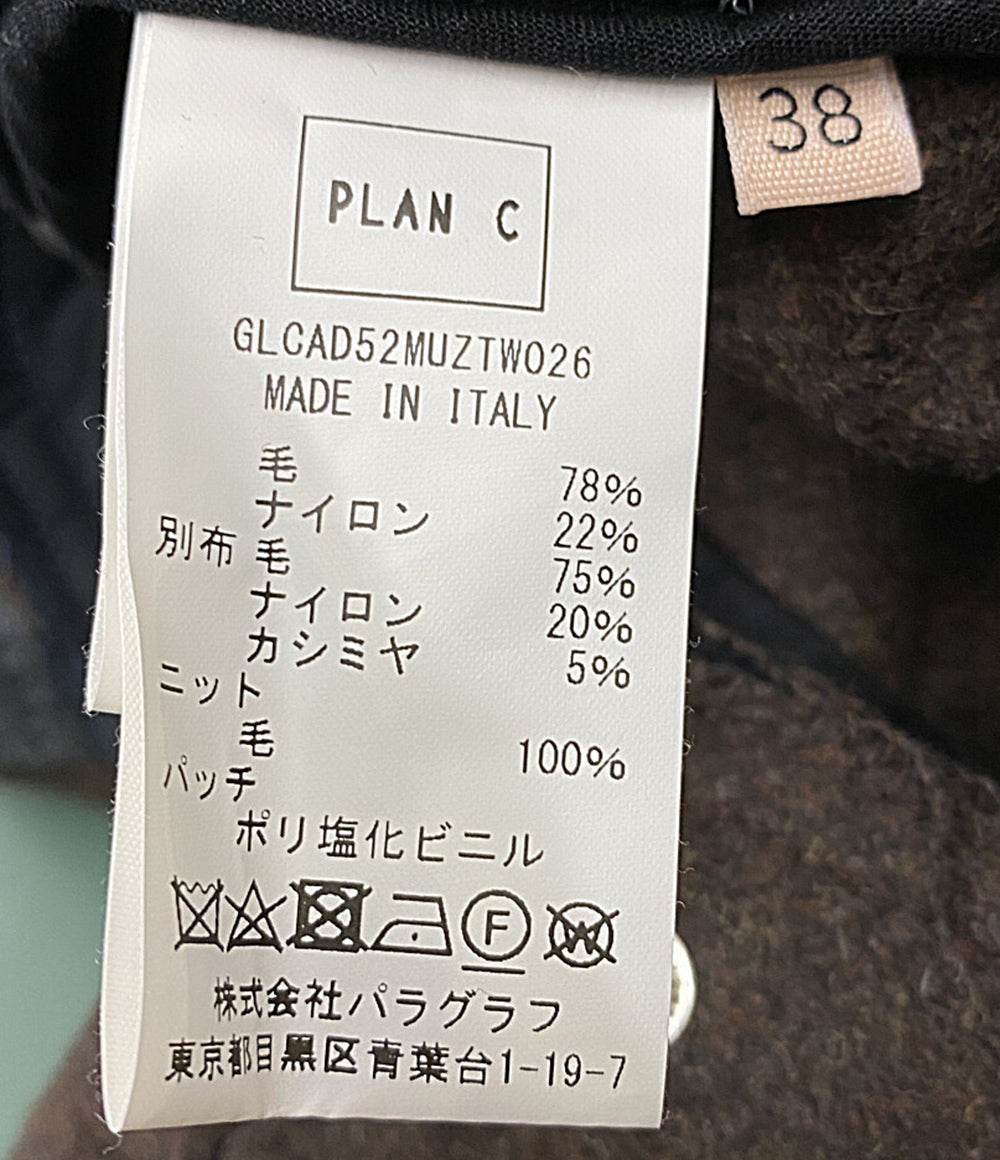 38
PLAN C
GLCAD52MUZTW026
MADE IN ITALY
毛 78%
ナイロン 22%
別布 毛 75%
ナイロン 20%
カシミヤ 5%
ニット
毛 100%
パッチ
ポリ塩化ビニル
F W
株式会社パラグラフ
東京都目黒区青葉台1-19-7